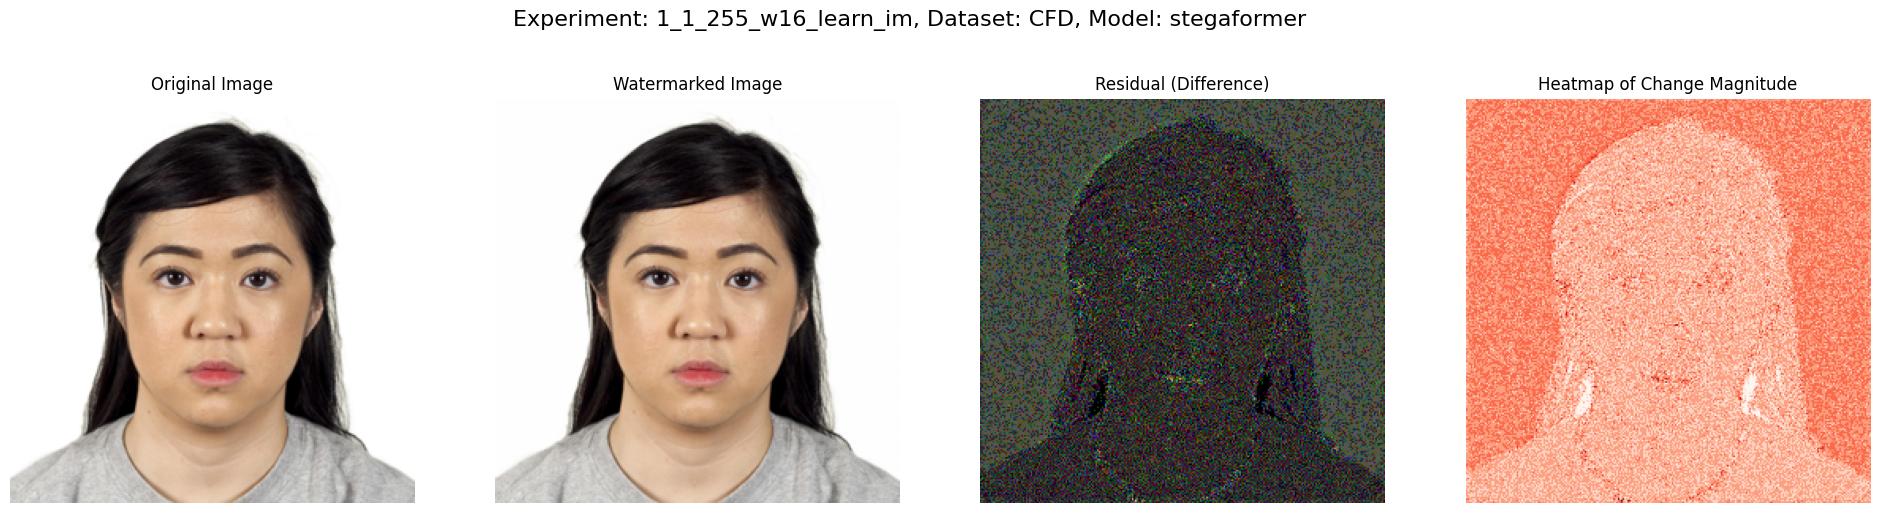 Experiment: 1_1_255_w16_learn_im, Dataset: CFD, Model: stegaformer
Original Image
Watermarked Image
Residual (Difference)
Heatmap of Change Magnitude